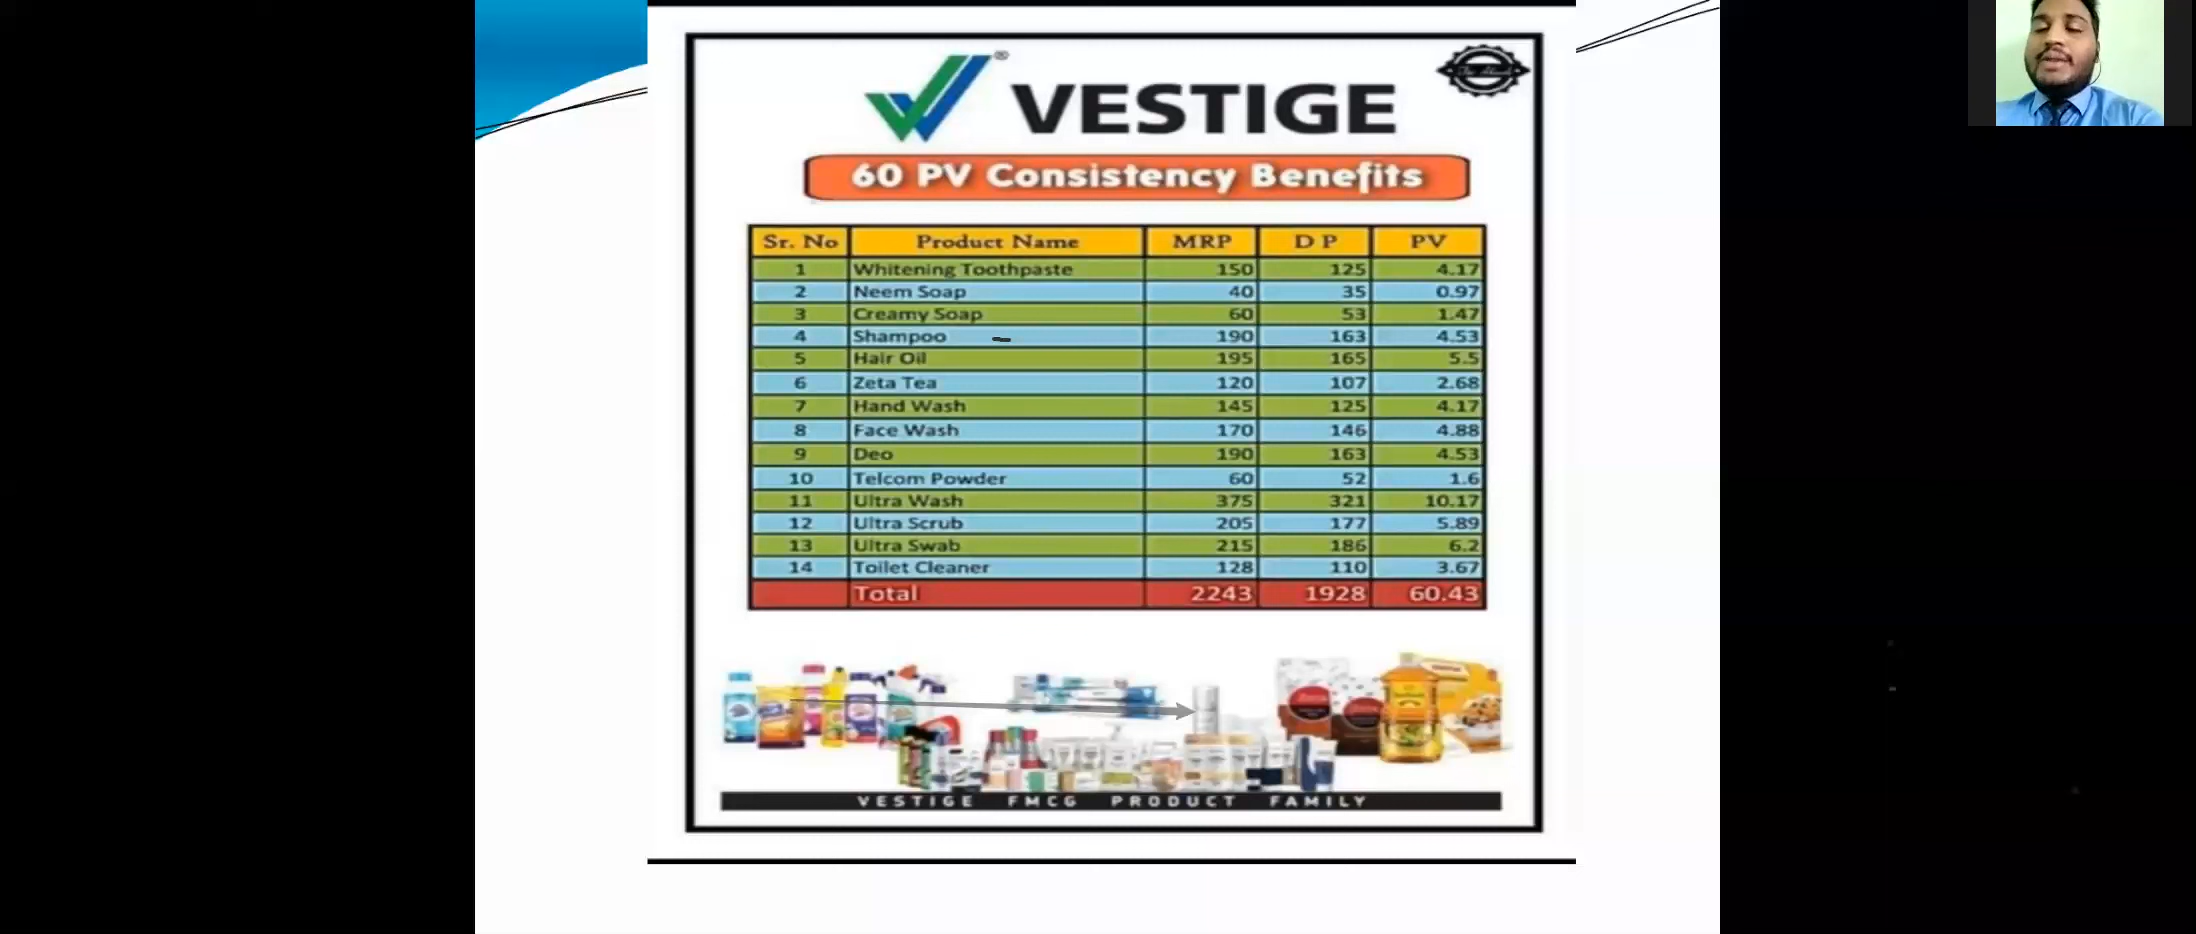 VESTIGE
60 PV Consistency Benefits
Sr. No Product Name MRP D P PV
1 Whitening Toothpaste 150 125 4.17
2 Neem Soap 40 35 0.97
3 Creamy Soap 60 53 1.47
4 Shampoo 190 163 4.53
5 Hair Oil 195 165 5.5
6 Zeta Tea 120 107 2.68
7 Hand Wash 145 125 4.17
8 Face Wash 170 146 4.88
9 Deo 190 163 4.53
10 Telcom Powder 60 52 1.6
11 Ultra Wash 375 321 10.17
12 Ultra Scrub 205 177 5.89
13 Ultra Swab 215 186 6.2
14 Toilet Cleaner 128 110 3.67
Total 2243 1928 60.43
VESTIGE FMCG PRODUCT FAMILY